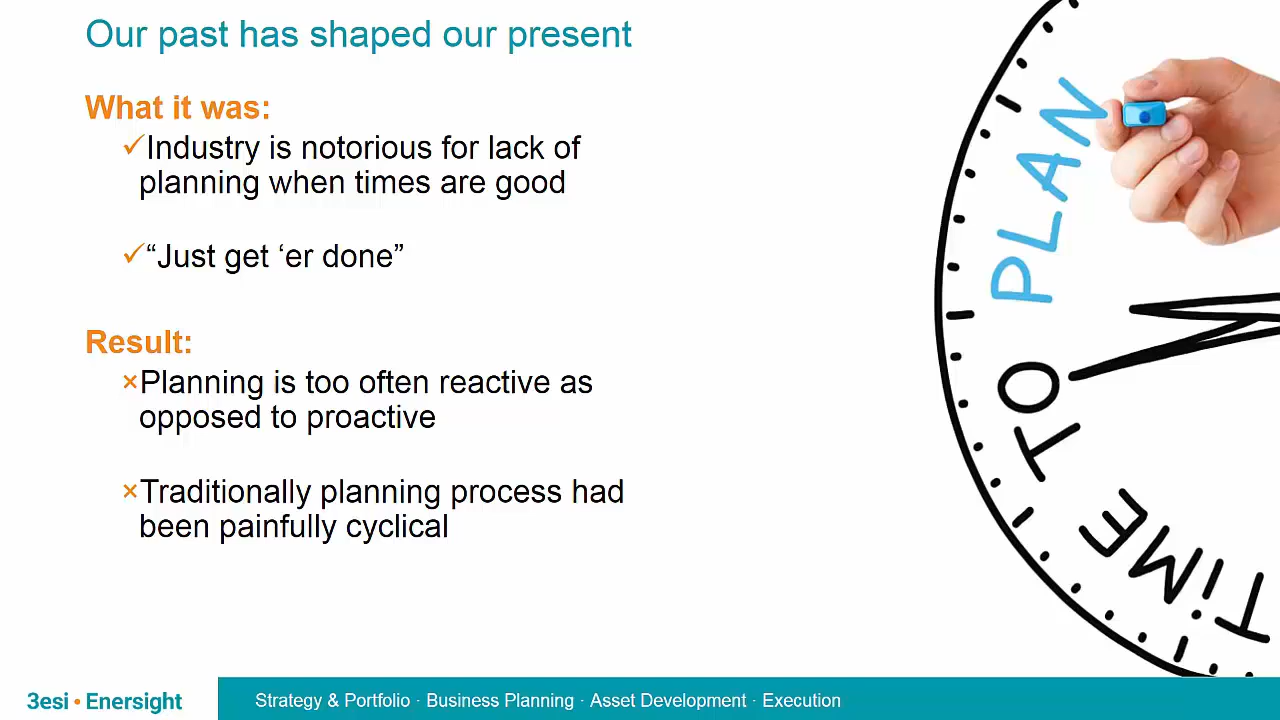 Our past has shaped our present
What it was:
✓Industry is notorious for lack of
planning when times are good
✓“Just get ‘er done”
Result:
×Planning is too often reactive as
opposed to proactive
×Traditionally planning process had
been painfully cyclical
TiME
TO
PLAN
3esi • Enersight
Strategy & Portfolio · Business Planning · Asset Development · Execution